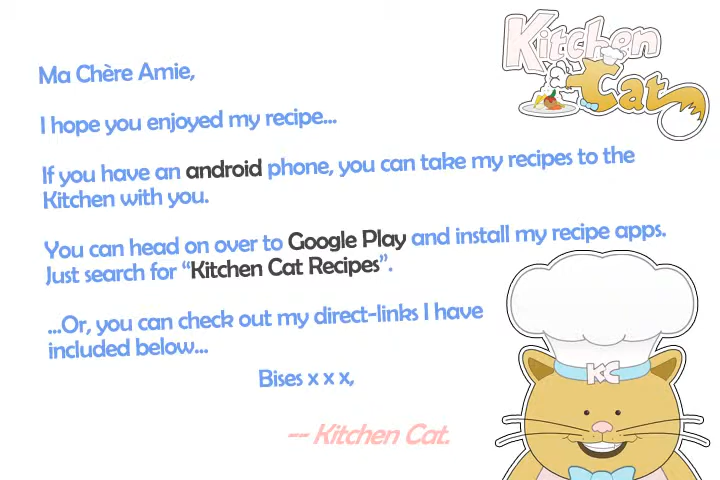 Kitchen
Cat
Ma Chère Amie,
I hope you enjoyed my recipe...
If you have an android phone, you can take my recipes to the
Kitchen with you.
You can head on over to Google Play and install my recipe apps.
Just search for “Kitchen Cat Recipes”.
...Or, you can check out my direct-links I have
included below...
Bises x x x,
-- Kitchen Cat.
KC